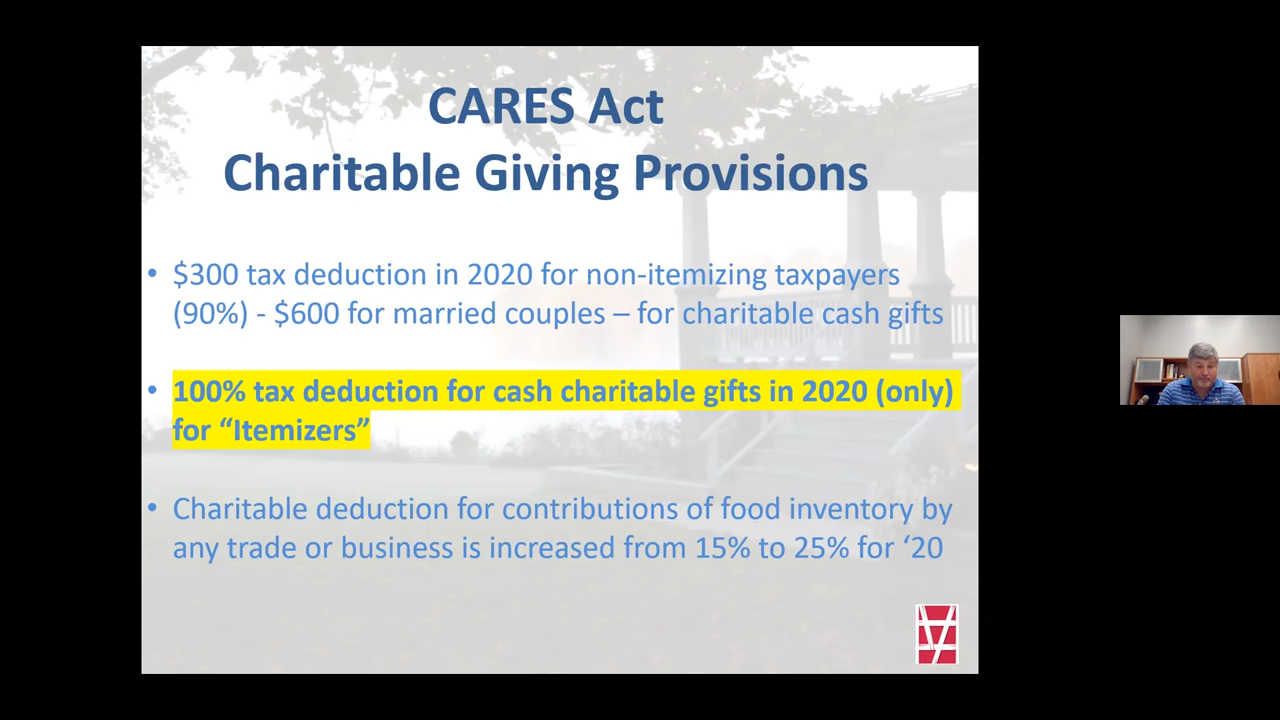 CARES Act
Charitable Giving Provisions
• $300 tax deduction in 2020 for non-itemizing taxpayers
(90%) - $600 for married couples – for charitable cash gifts
• 100% tax deduction for cash charitable gifts in 2020 (only)
for “Itemizers”
• Charitable deduction for contributions of food inventory by
any trade or business is increased from 15% to 25% for ‘20